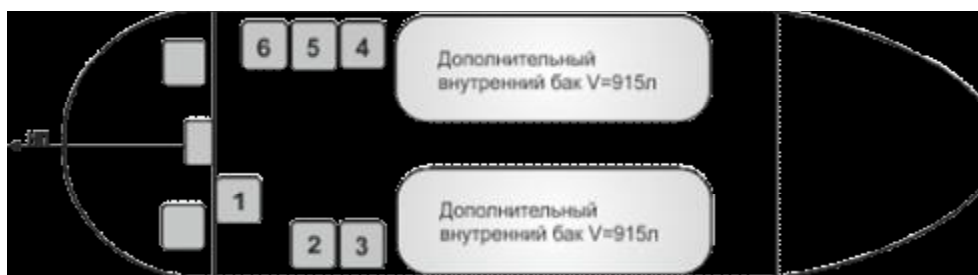 6 5 4
Дополнительный
внутренний бак V=915л
1
2 3
Дополнительный
внутренний бак V=915л